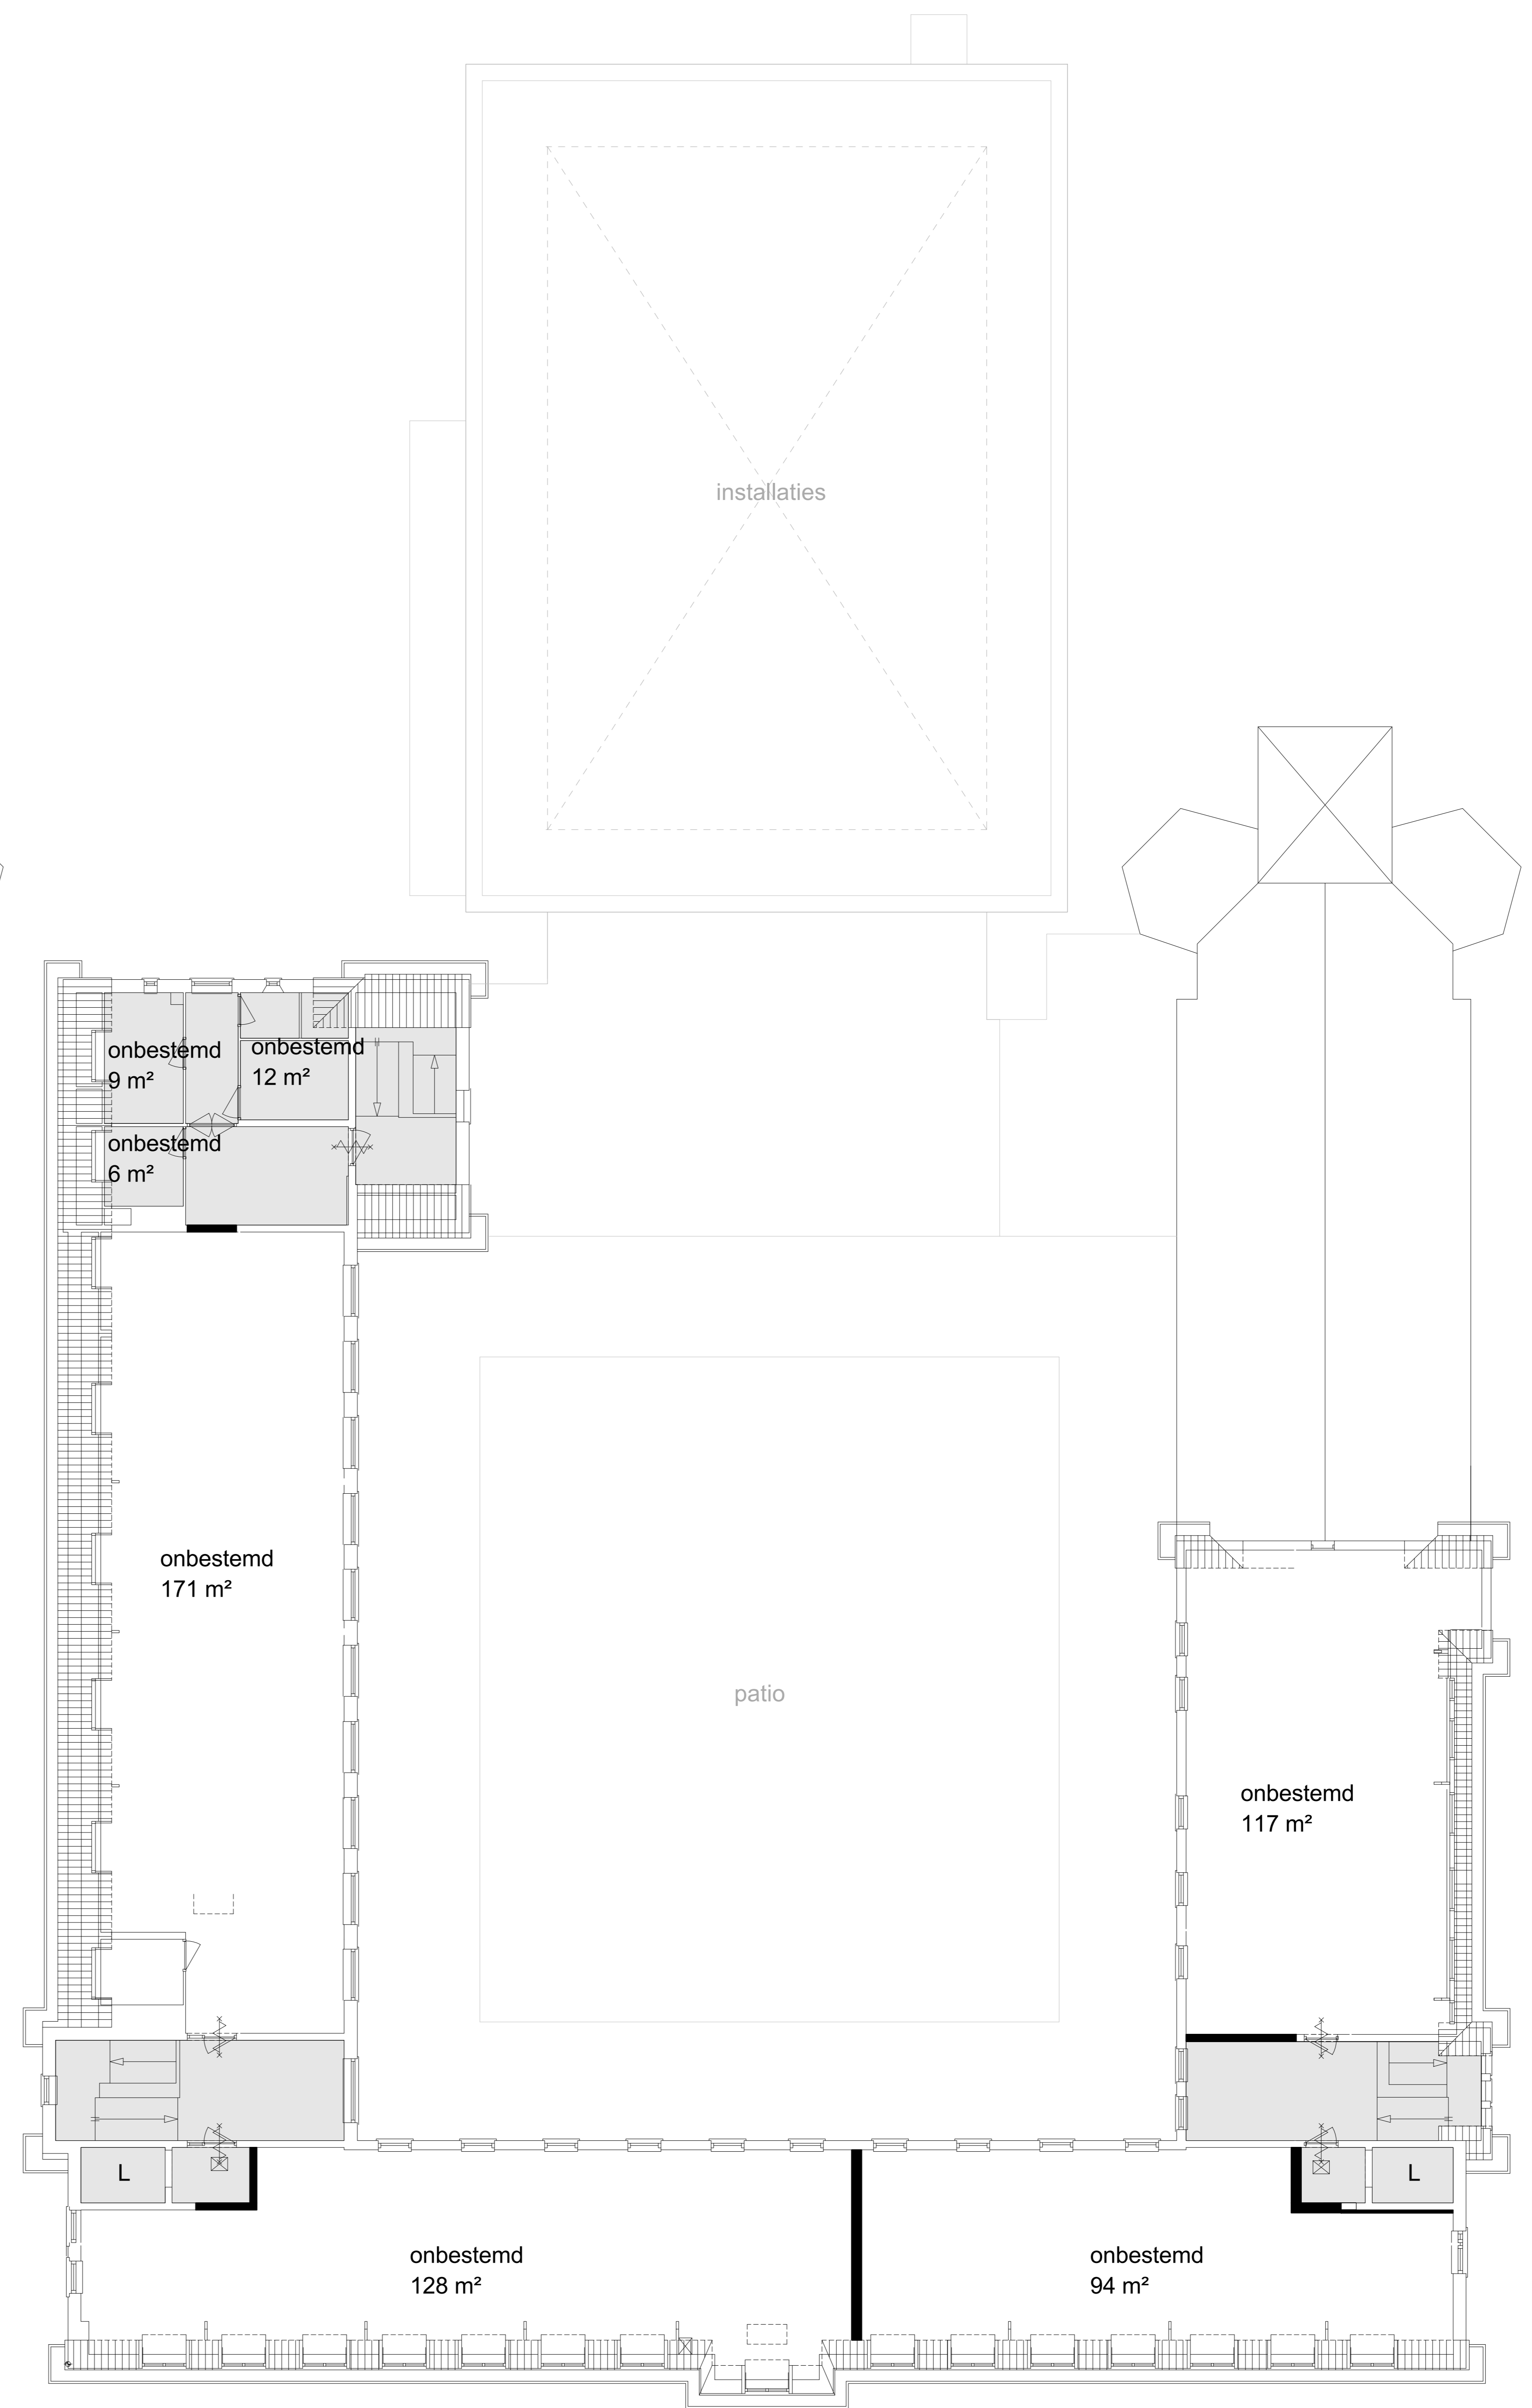 installaties
onbestemd
9 m²
onbestemd
12 m²
onbestemd
6 m²
onbestemd
171 m²
patio
onbestemd
117 m²
L
L
onbestemd
128 m²
onbestemd
94 m²